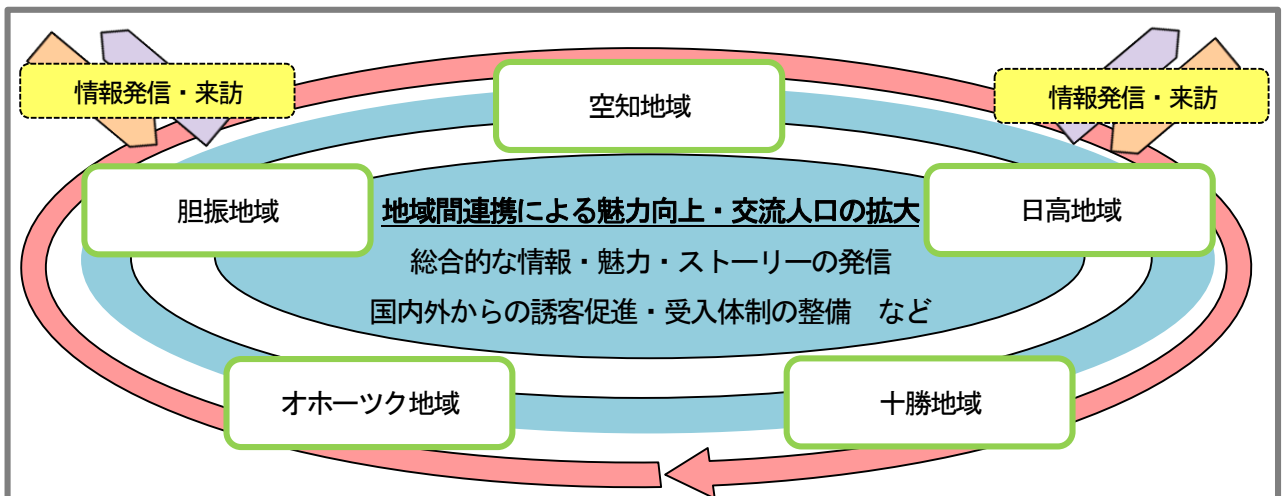 情報発信・来訪
情報発信・来訪
空知地域
胆振地域
日高地域
地域間連携による魅力向上・交流人口の拡大
総合的な情報・魅力・ストーリーの発信
国内外からの誘客促進・受入体制の整備　など
オホーツク地域
十勝地域